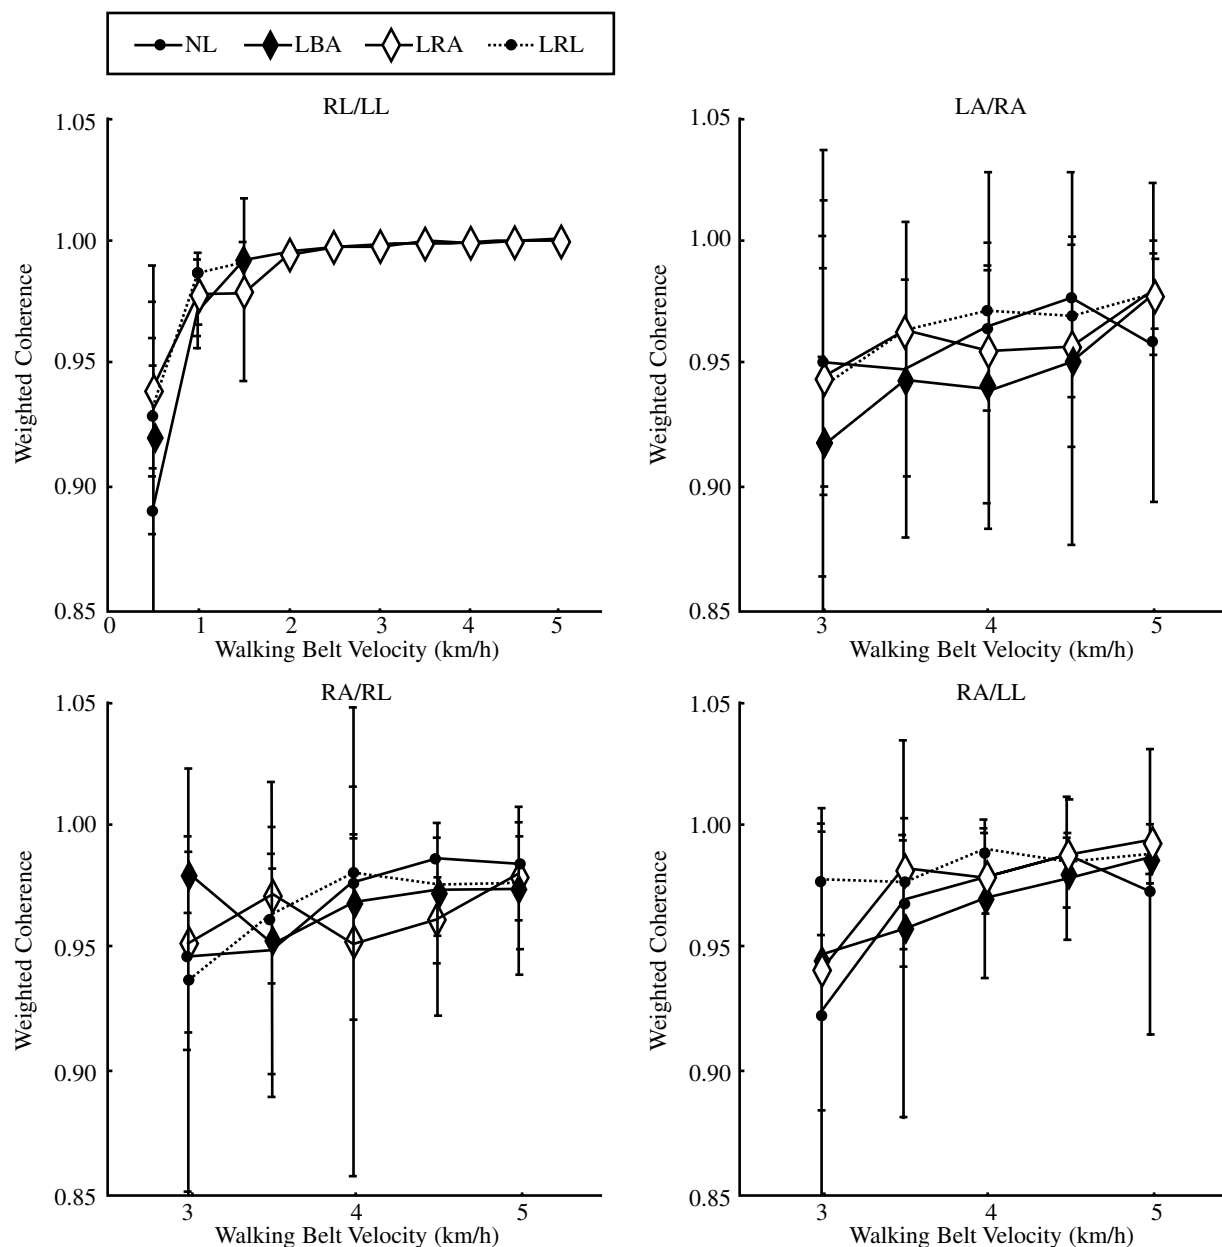 NL LBA LRA LRL
RL/LL
1.05
1.00
0.95
0.90
0.85
0 1 2 3 4 5
Weighted Coherence
Walking Belt Velocity (km/h)
LA/RA
1.05
1.00
0.95
0.90
0.85
3 4 5
Weighted Coherence
Walking Belt Velocity (km/h)
RA/RL
1.05
1.00
0.95
0.90
0.85
3 4 5
Weighted Coherence
Walking Belt Velocity (km/h)
RA/LL
1.05
1.00
0.95
0.90
0.85
3 4 5
Weighted Coherence
Walking Belt Velocity (km/h)